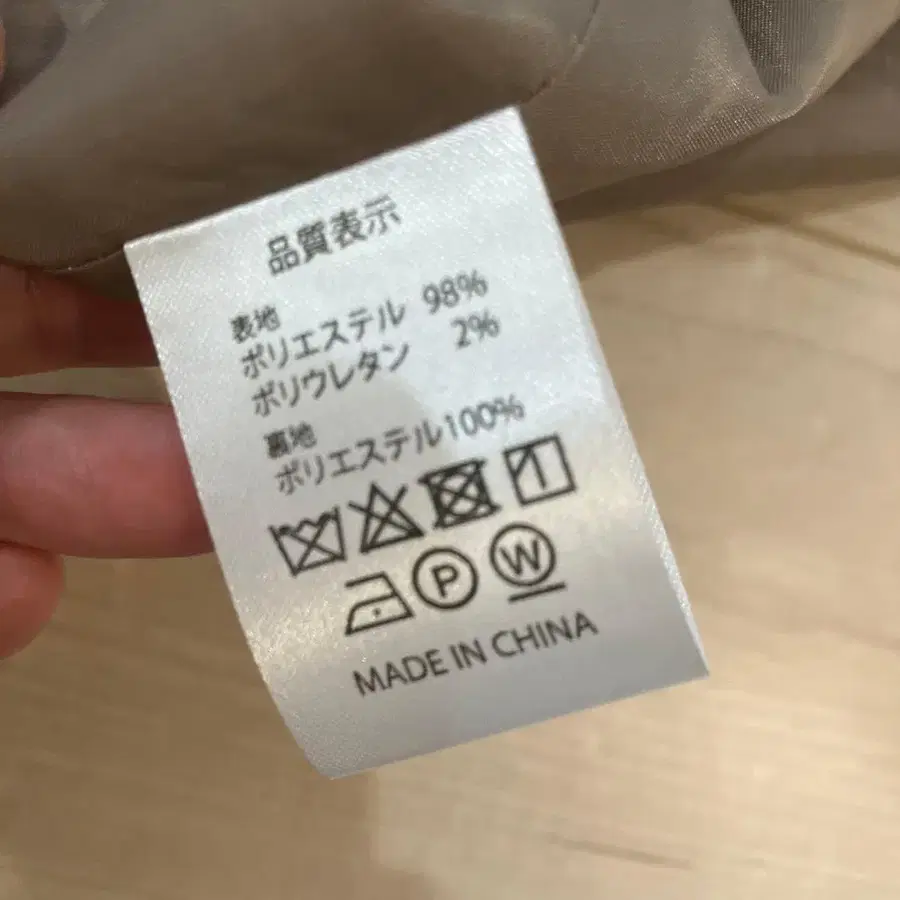 品質表示
表地
ポリエステル 98%
ポリウレタン 2%
裏地
ポリエステル100%
P W
MADE IN CHINA